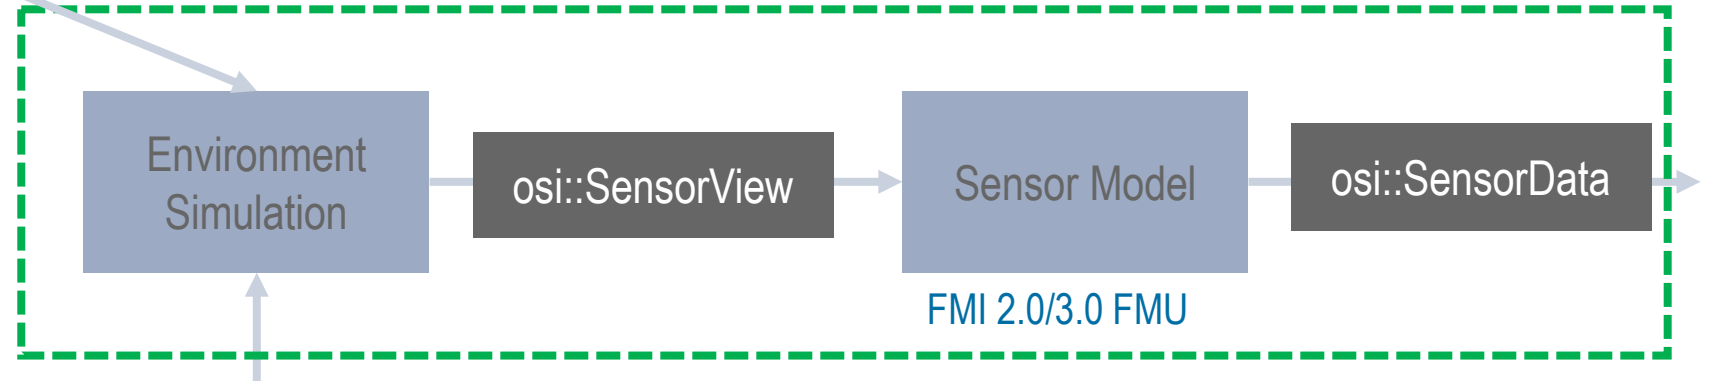 Environment
Simulation
osi::SensorView
Sensor Model
osi::SensorData
FMI 2.0/3.0 FMU